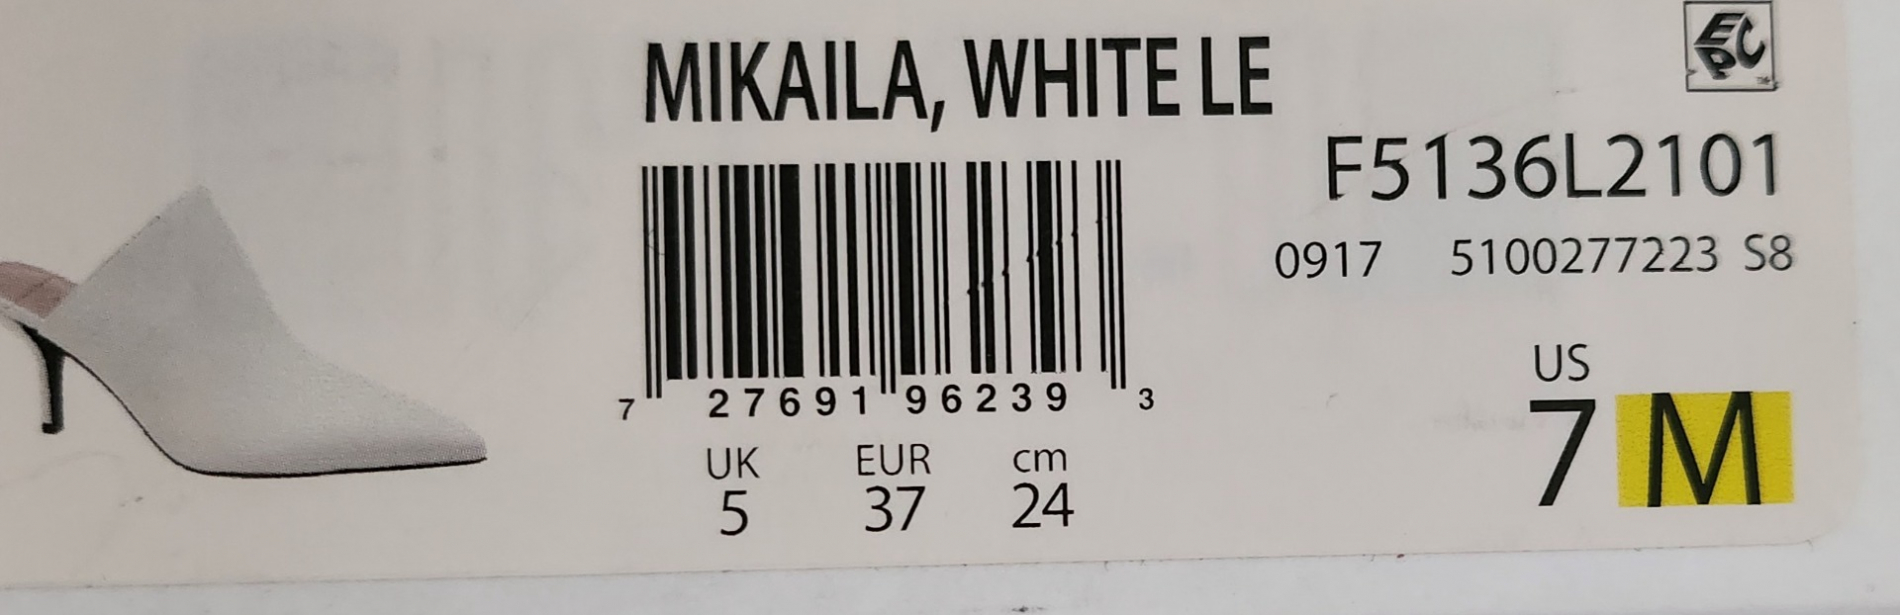 MIKAILA, WHITE LE
EPC
F5136L2101
0917 5100277223 S8
7 27691 96239 3
UK EUR cm
5 37 24
US
7 M